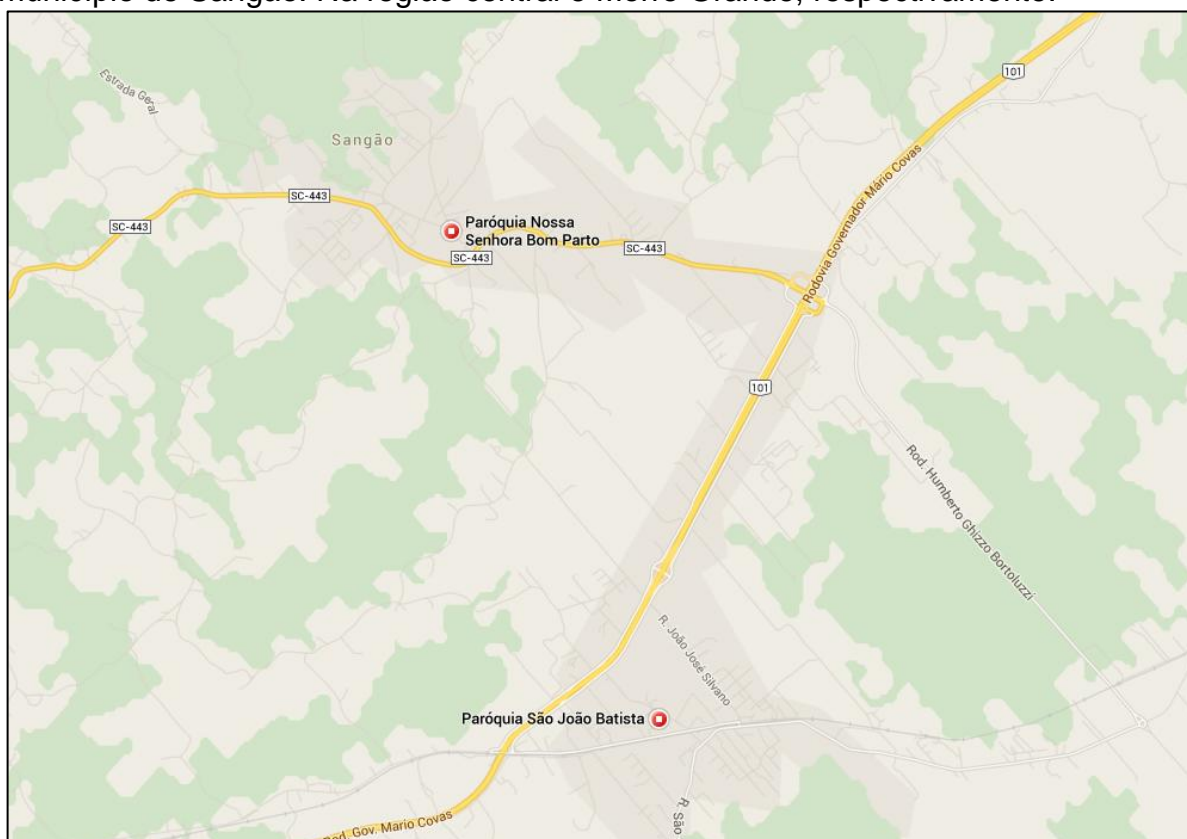 município de Sangão. Na região central e Morro Grande, respectivamente.
101
Estrada Geral
Sangão
Rodovia Governador Mário Covas
SC-443
SC-443
Paróquia Nossa
Senhora Bom Parto
SC-443
SC-443
101
Rod. Humberto Ghizzo Bortoluzzi
R. João José Silvano
Paróquia São João Batista
R. São
Rod. Gov. Mario Covas